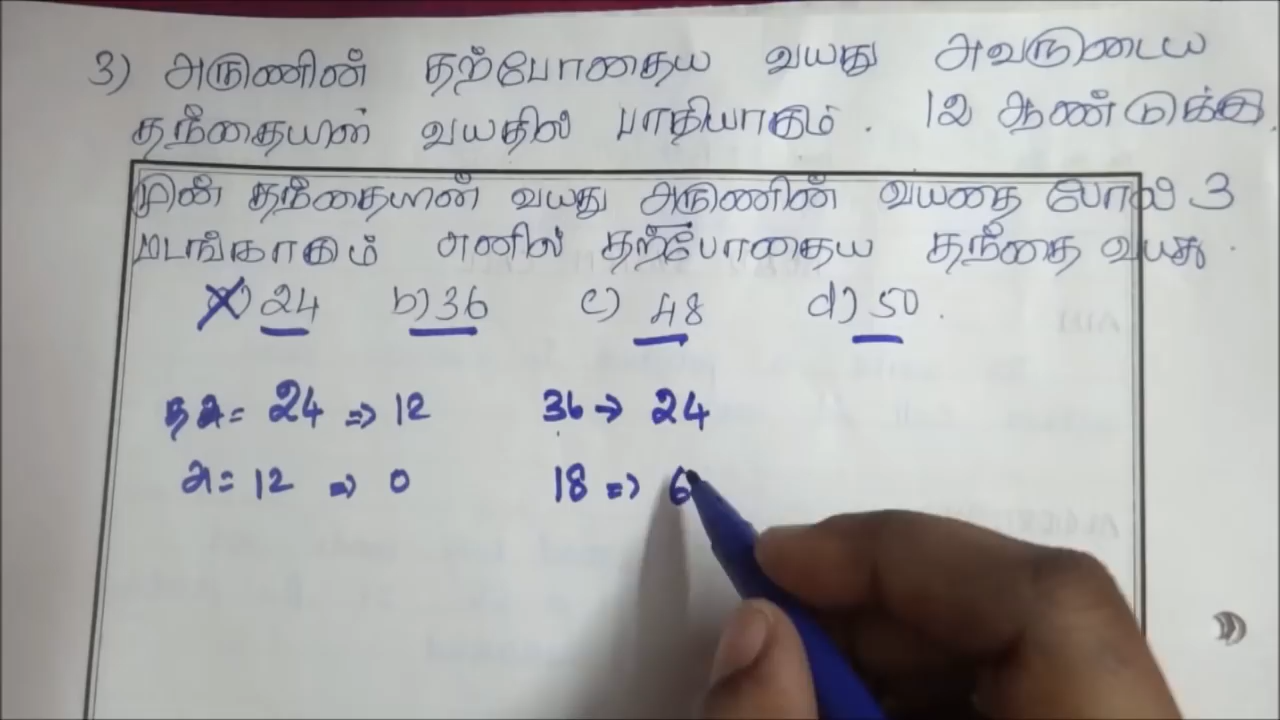 3) அருணின் தற்போதைய வயது அவருடைய
தந்தையின் வயதில் பாதியாகும். 12 ஆண்டுக்கு
முன் தந்தையின் வயது அருணின் வயதை போல் 3
மடங்காகும் எனில் தற்போதைய தந்தை வயது.
a) 24 b) 36 c) 48 d) 50.
த அ = 24 => 12 36 -> 24
அ = 12 => 0 18 => 6